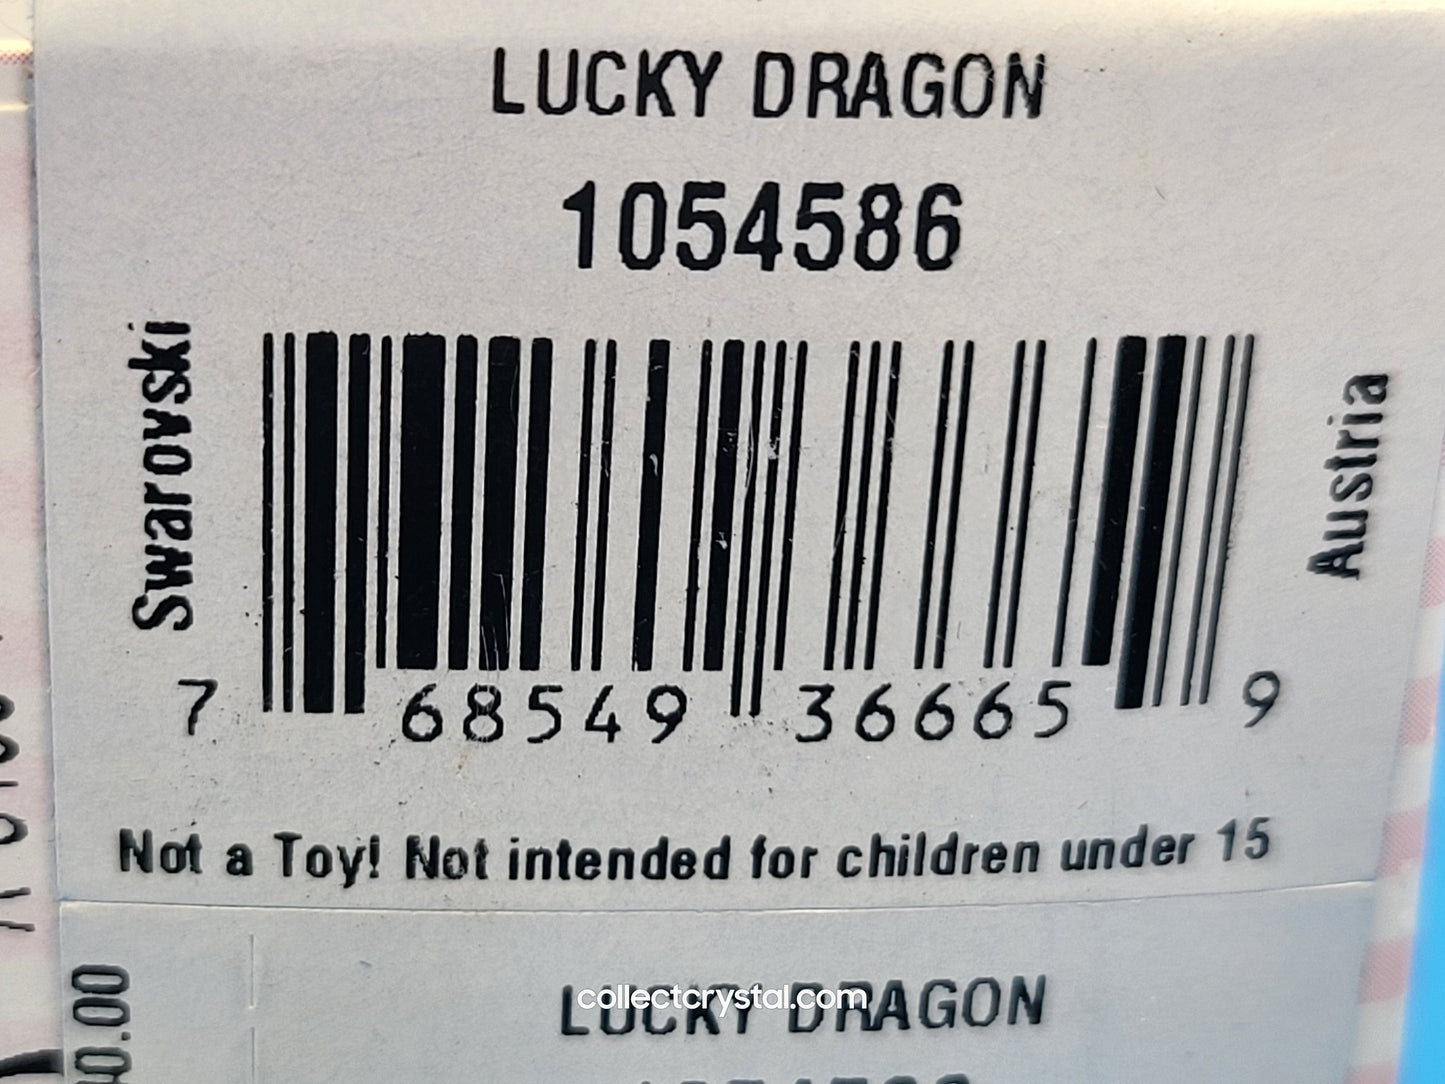 LUCKY DRAGON
1054586
Swarovski
Austria
7 68549 36665 9
Not a Toy! Not intended for children under 15
LUCKY DRAGON
collectcrystal.com